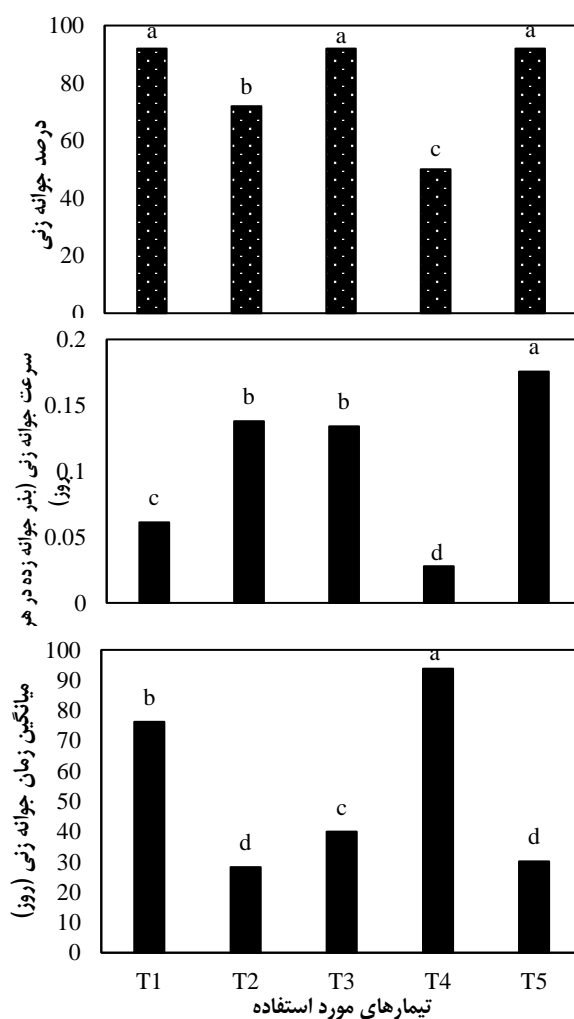 درصد جوانه زنی
100
80
60
40
20
0
a
b
a
c
a
سرعت جوانه زنی (بذر جوانه زده در هر
روز)
0.2
0.15
0.1
0.05
0
c
b
b
d
a
میانگین زمان جوانه زنی (روز)
100
90
80
70
60
50
40
30
20
10
0
b
d
c
a
d
T1 T2 T3 T4 T5
تیمارهای مورد استفاده